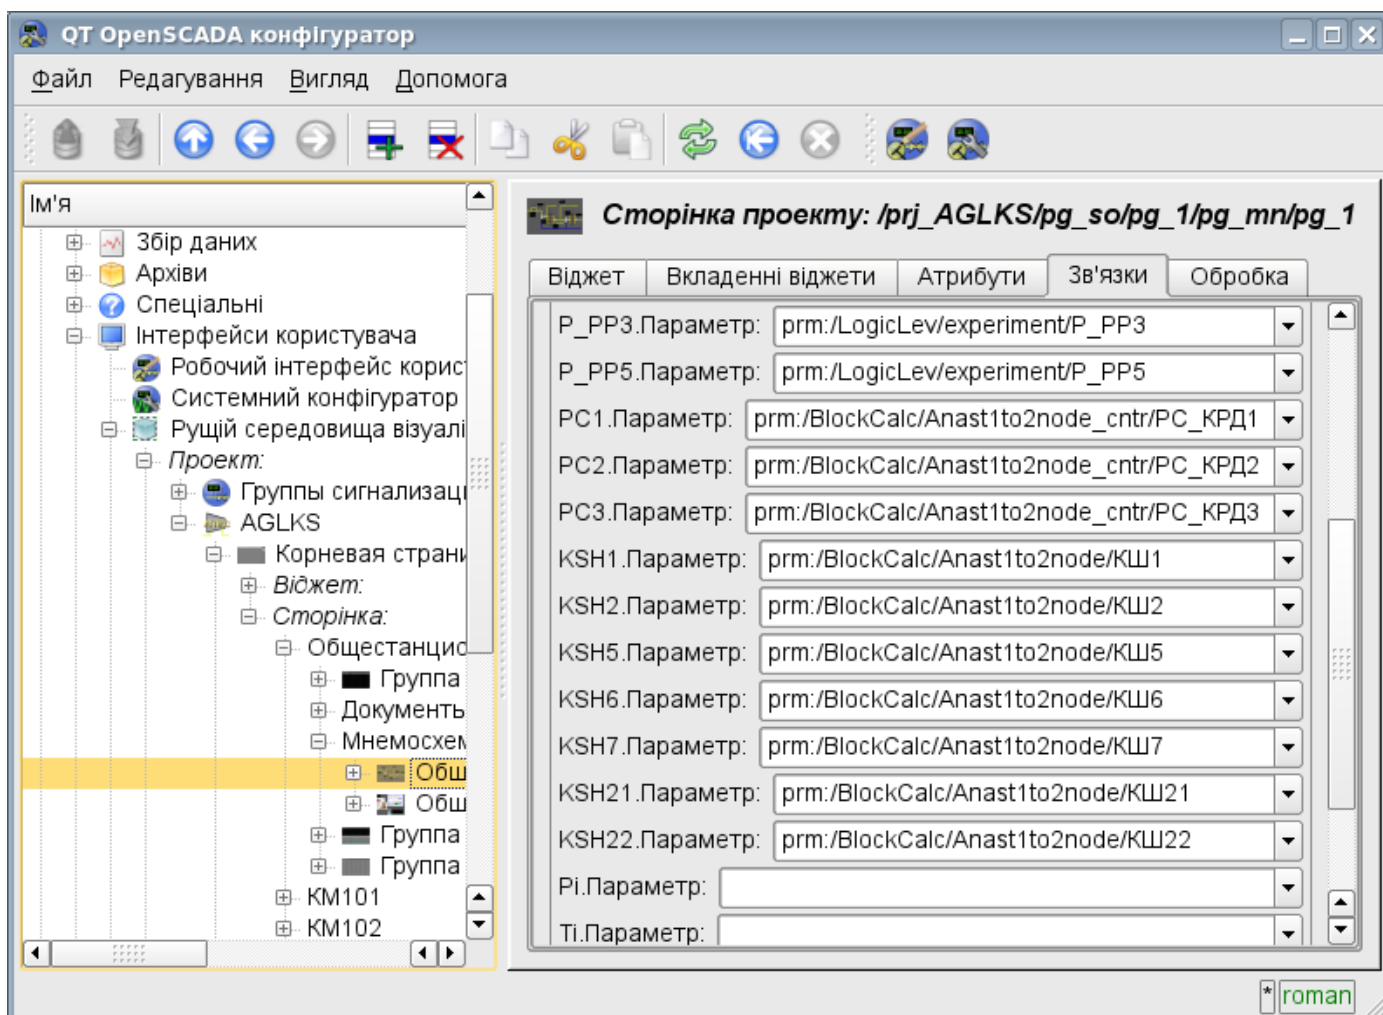 QT OpenSCADA конфігуратор
Файл Редагування Вигляд Допомога
Ім'я
Збір даних
Архіви
Спеціальні
Інтерфейси користувача
Робочий інтерфейс корис
Системний конфігуратор
Рущій середовища візуалі
Проект:
Группы сигнализац
AGLKS
Корневая страни
Віджет:
Сторінка:
Общестанцио
Группа
Документь
Мнемосхем
Общ
Общ
Группа
Группа
КМ101
КМ102
Сторінка проекту: /prj_AGLKS/pg_so/pg_1/pg_mn/pg_1
Віджет Вкладенні віджети Атрибути Зв'язки Обробка
P_PP3.Параметр: prm:/LogicLev/experiment/P_PP3
P_PP5.Параметр: prm:/LogicLev/experiment/P_PP5
PC1.Параметр: prm:/BlockCalc/Anast1to2node_cntr/PC_КРД1
PC2.Параметр: prm:/BlockCalc/Anast1to2node_cntr/PC_КРД2
PC3.Параметр: prm:/BlockCalc/Anast1to2node_cntr/PC_КРД3
KSH1.Параметр: prm:/BlockCalc/Anast1to2node/КШ1
KSH2.Параметр: prm:/BlockCalc/Anast1to2node/КШ2
KSH5.Параметр: prm:/BlockCalc/Anast1to2node/КШ5
KSH6.Параметр: prm:/BlockCalc/Anast1to2node/КШ6
KSH7.Параметр: prm:/BlockCalc/Anast1to2node/КШ7
KSH21.Параметр: prm:/BlockCalc/Anast1to2node/КШ21
KSH22.Параметр: prm:/BlockCalc/Anast1to2node/КШ22
Pi.Параметр:
Ti.Параметр:
* roman